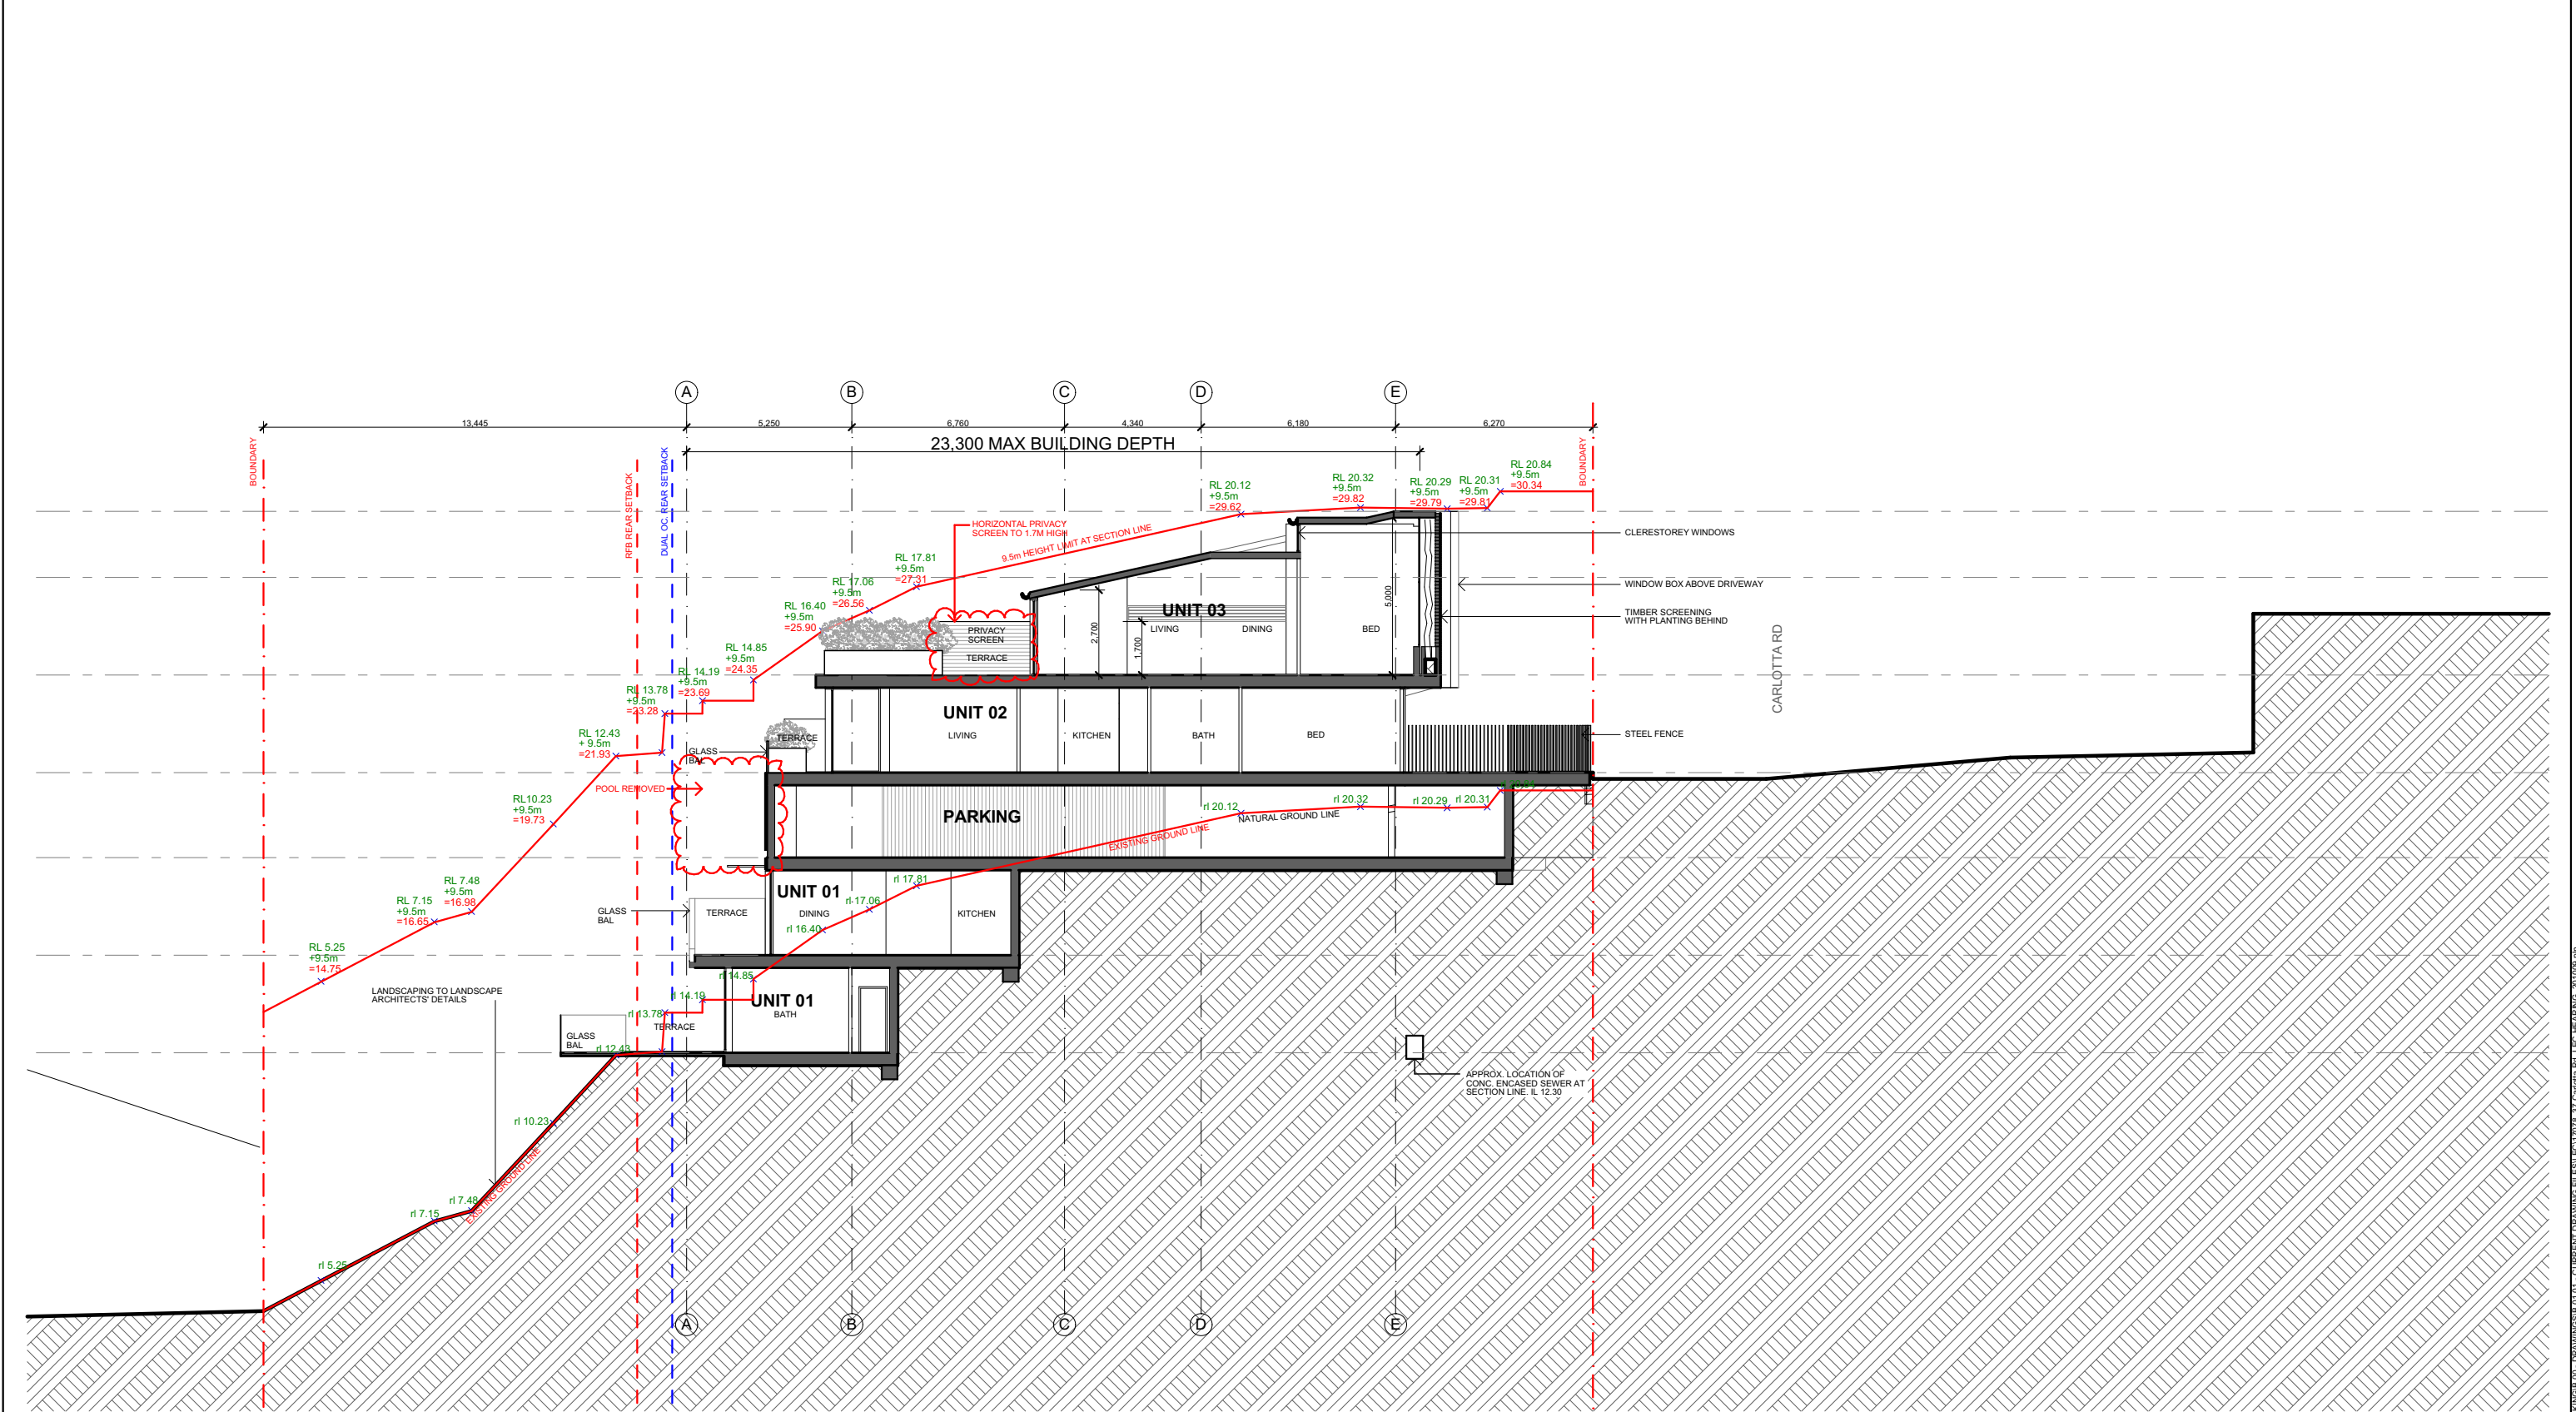 A
B
C
D
E
13,445
5,250
6,760
4,340
6,180
6,270
23,300 MAX BUILDING DEPTH
BOUNDARY
RFB REAR SETBACK
DUAL OC. REAR SETBACK
BOUNDARY
RL 20.84
+9.5m
=30.34
RL 20.12
+9.5m
=29.62
RL 20.32
+9.5m
=29.82
RL 20.29
+9.5m
=29.79
RL 20.31
+9.5m
=29.81
HORIZONTAL PRIVACY
SCREEN TO 1.7M HIGH
9.5m HEIGHT LIMIT AT SECTION LINE
CLERESTOREY WINDOWS
RL 17.81
+9.5m
=27.31
RL 17.06
+9.5m
=26.56
RL 16.40
+9.5m
=25.90
WINDOW BOX ABOVE DRIVEWAY
TIMBER SCREENING
WITH PLANTING BEHIND
UNIT 03
PRIVACY
SCREEN
TERRACE
2,700
1,700
LIVING
DINING
5,000
BED
CARLOTTA RD
RL 14.85
+9.5m
=24.35
RL 14.19
+9.5m
=23.69
RL 13.78
+9.5m
=23.28
RL 12.43
+ 9.5m
=21.93
UNIT 02
TERRACE
LIVING
KITCHEN
BATH
BED
STEEL FENCE
GLASS
BAL
POOL REMOVED
RL10.23
+9.5m
=19.73
PARKING
rl 20.12
NATURAL GROUND LINE
rl 20.32
rl 20.29
rl 20.31
EXISTING GROUND LINE
RL 7.48
+9.5m
=16.98
RL 7.15
+9.5m
=16.65
UNIT 01
rl 17.81
rl 17.06
rl 16.40
GLASS
BAL
TERRACE
DINING
KITCHEN
RL 5.25
+9.5m
=14.75
LANDSCAPING TO LANDSCAPE
ARCHITECTS' DETAILS
rl 14.85
rl 14.19
UNIT 01
BATH
rl 13.78
TERRACE
GLASS
BAL
rl 12.43
APPROX. LOCATION OF
CONC. ENCASED SEWER AT
SECTION LINE. IL 12.30
rl 10.23
EXISTING GROUND LINE
rl 7.48
rl 7.15
rl 5.25
A
B
C
D
E